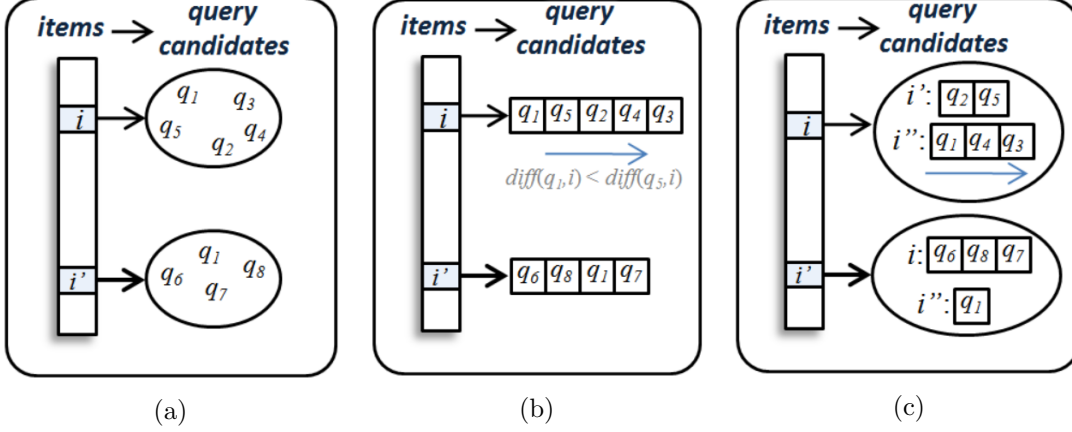 items → query candidates
i
q1 q3
q5 q4
q2
i'
q1
q6 q8
q7
(a)
items → query candidates
i q1 q5 q2 q4 q3
diff(q1,i) < diff(q5,i)
i' q6 q8 q1 q7
(b)
items → query candidates
i': q2 q5
i
i'': q1 q4 q3
i: q6 q8 q7
i'
i'': q1
(c)